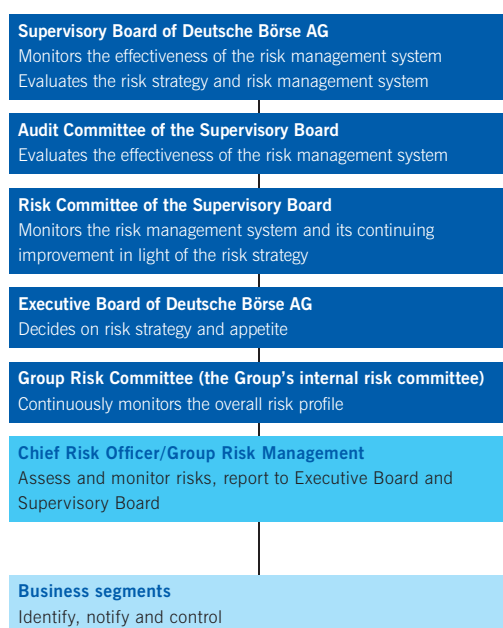 Supervisory Board of Deutsche Börse AG
Monitors the effectiveness of the risk management system
Evaluates the risk strategy and risk management system
Audit Committee of the Supervisory Board
Evaluates the effectiveness of the risk management system
Risk Committee of the Supervisory Board
Monitors the risk management system and its continuing
improvement in light of the risk strategy
Executive Board of Deutsche Börse AG
Decides on risk strategy and appetite
Group Risk Committee (the Group’s internal risk committee)
Continuously monitors the overall risk profile
Chief Risk Officer/Group Risk Management
Assess and monitor risks, report to Executive Board and
Supervisory Board
Business segments
Identify, notify and control